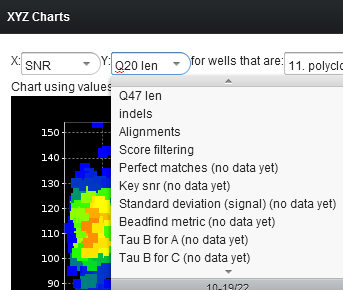 XYZ Charts
X: SNR Y: Q20 len for wells that are: 11. polyclo
Chart using values
Q47 len
indels
Alignments
Score filtering
Perfect matches (no data yet)
Key snr (no data yet)
Standard deviation (signal) (no data yet)
Beadfind metric (no data yet)
Tau B for A (no data yet)
Tau B for C (no data yet)
10-19/22
150
140
130
120
110
100
90